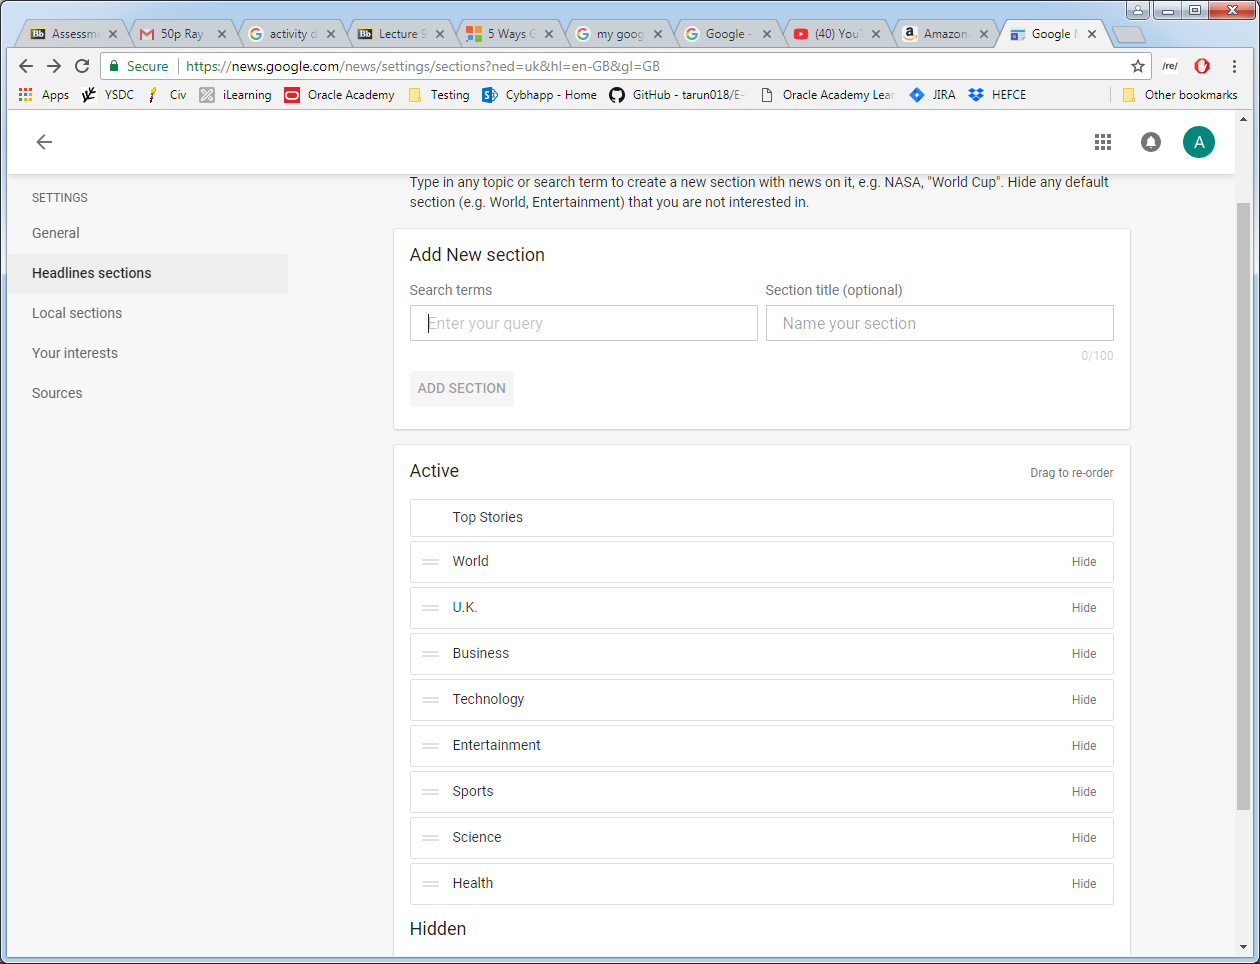 Assessm
50p Ray
activity d
Lecture 9
5 Ways G
my goog
Google -
(40) YouT
Amazon.
Google N
Secure
https://news.google.com/news/settings/sections?ned=uk&hl=en-GB&gl=GB
/re/
Apps
YSDC
Civ
iLearning
Oracle Academy
Testing
Cybhapp - Home
GitHub - tarun018/E-
Oracle Academy Lear
JIRA
HEFCE
Other bookmarks
A
SETTINGS
General
Headlines sections
Local sections
Your interests
Sources
Type in any topic or search term to create a new section with news on it, e.g. NASA, "World Cup". Hide any default
section (e.g. World, Entertainment) that you are not interested in.
Add New section
Search terms
Section title (optional)
Enter your query
Name your section
0/100
ADD SECTION
Active
Drag to re-order
Top Stories
World
Hide
U.K.
Hide
Business
Hide
Technology
Hide
Entertainment
Hide
Sports
Hide
Science
Hide
Health
Hide
Hidden